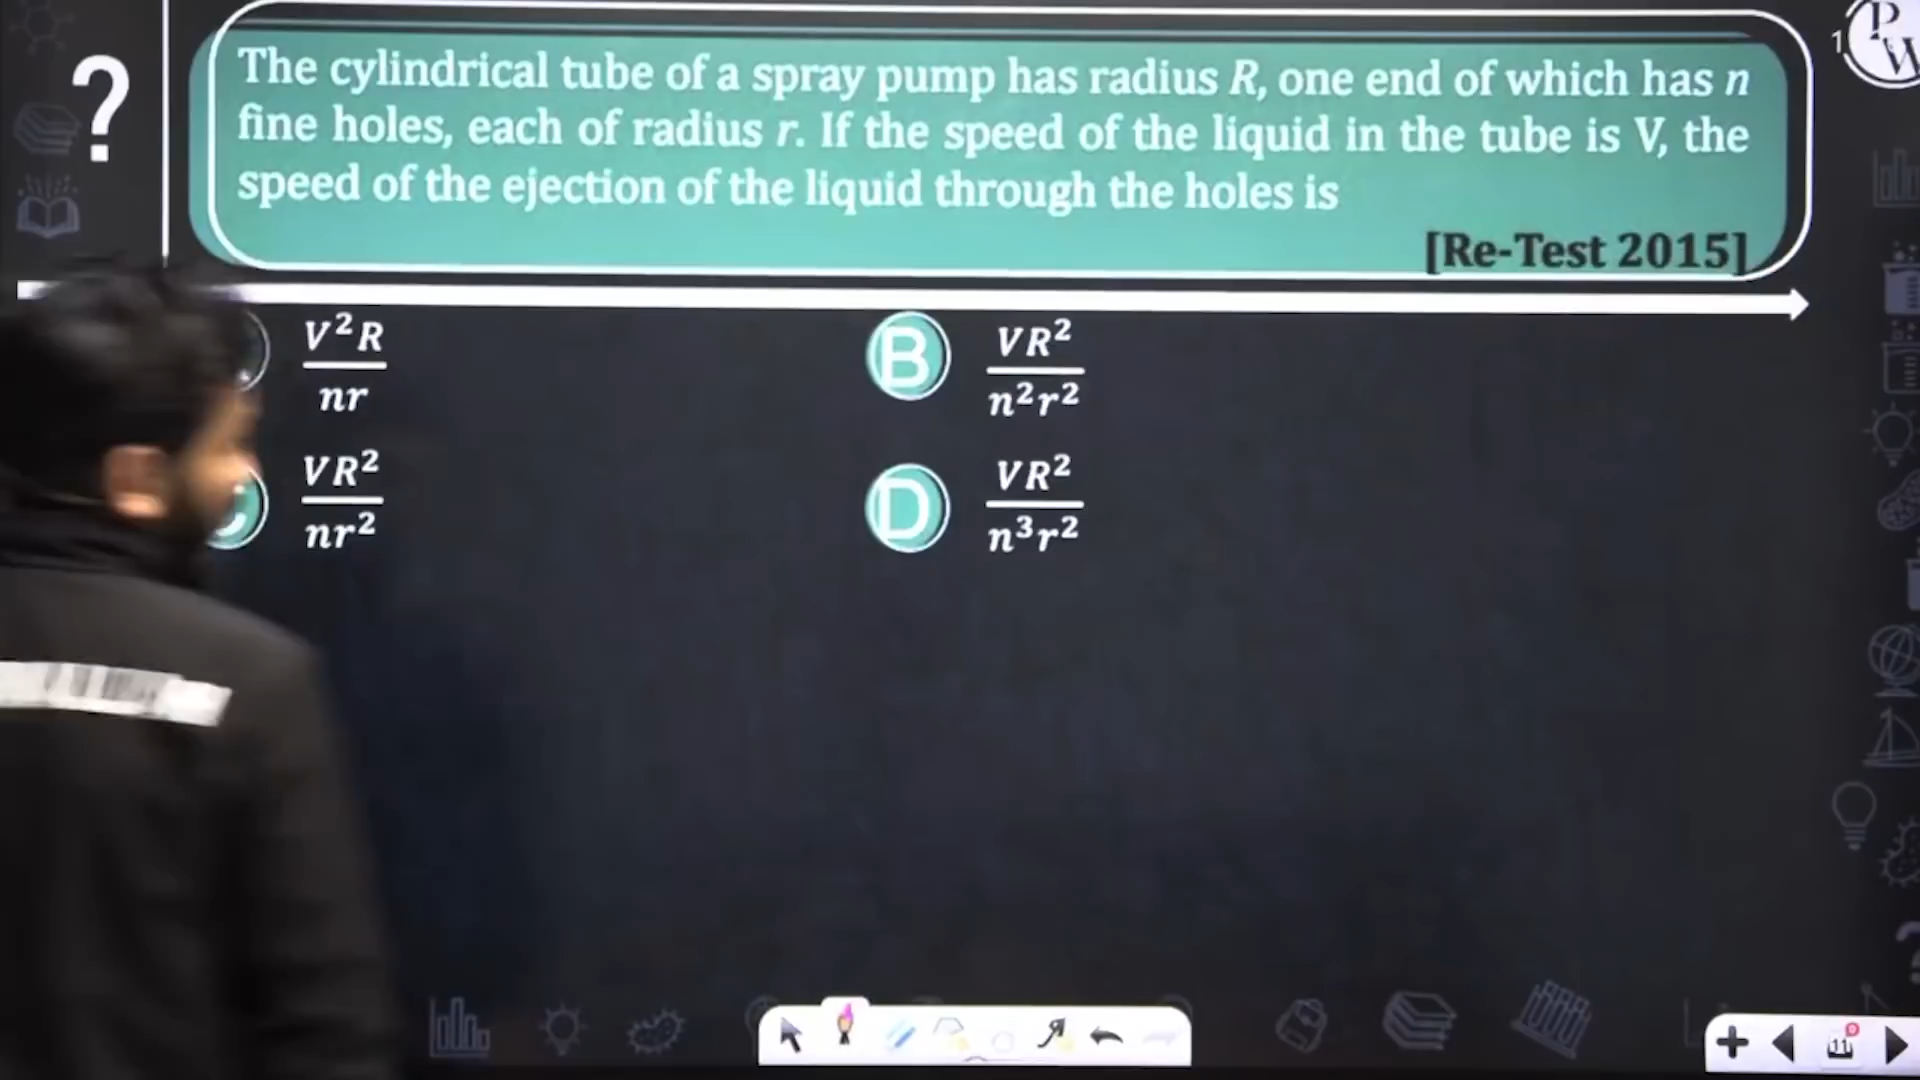 ?
The cylindrical tube of a spray pump has radius R, one end of which has n
fine holes, each of radius r. If the speed of the liquid in the tube is V, the
speed of the ejection of the liquid through the holes is
[Re-Test 2015]
V²R/nr
B VR²/n²r²
C VR²/nr²
D VR²/n³r²
PW
11